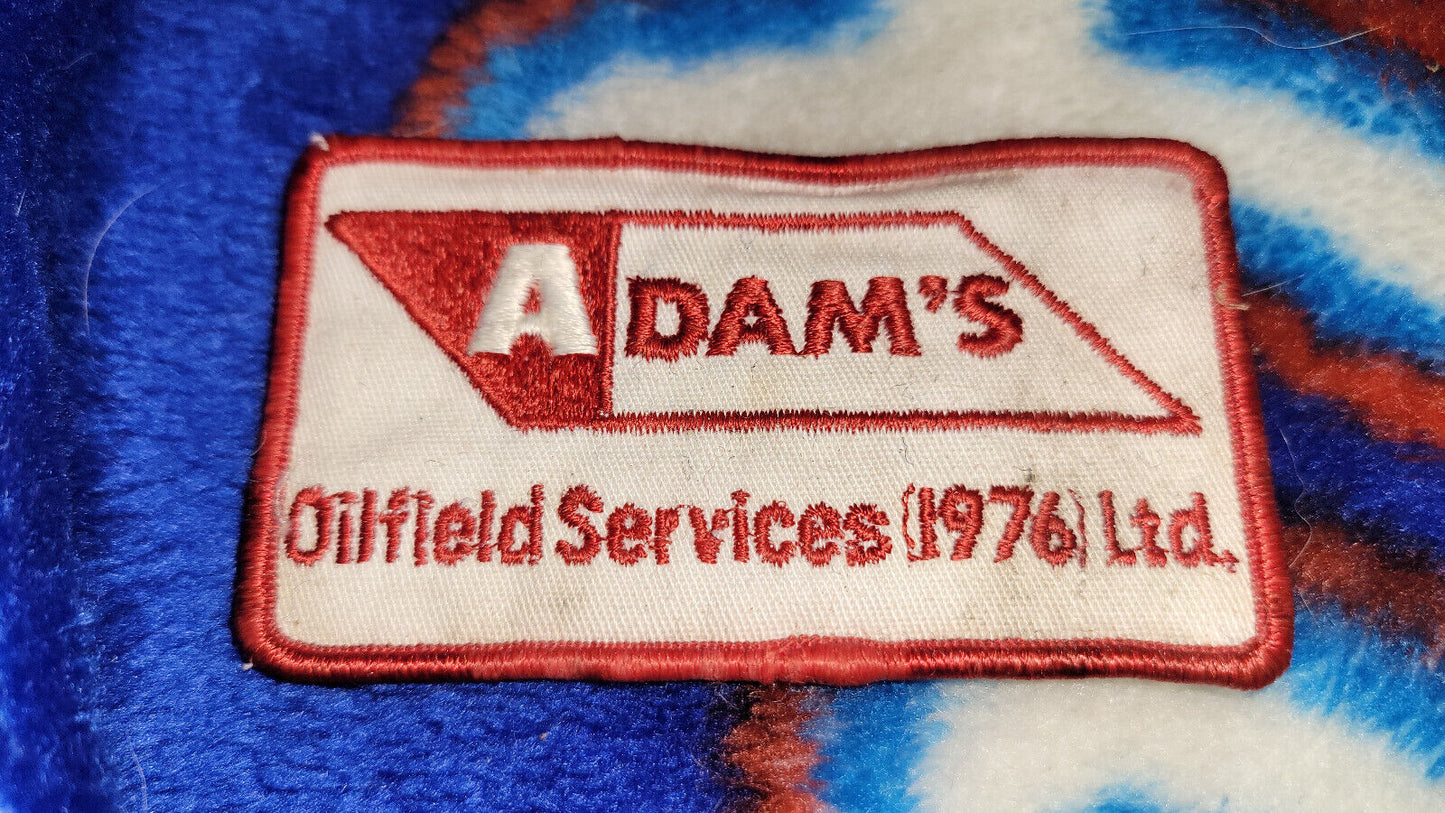 ADAM'S
Oilfield Services (1976) Ltd.